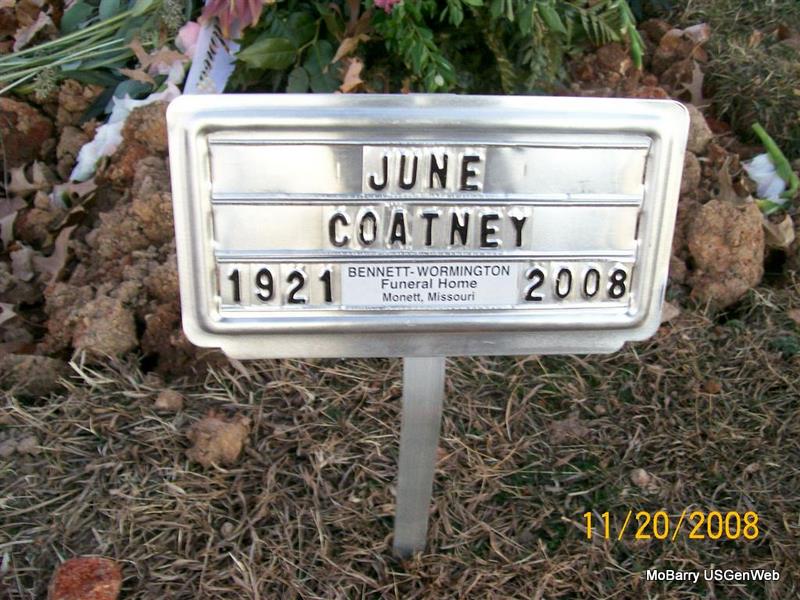 JUNE
COATNEY
1921 BENNETT-WORMINGTON 2008
Funeral Home
Monett, Missouri
11/20/2008
MoBarry USGenWeb